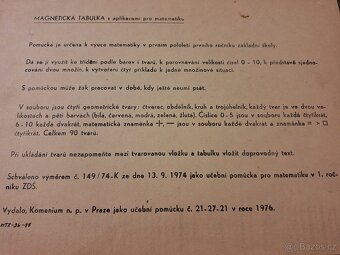 MAGNETICKÁ TABULKA s aplikacemi pro matematiku
Pomůcka je určena k výuce matematiky v prvním pololetí prvního ročníku základní školy.
Dá se jí využít ke třídění podle barev i tvarů, k porovnávání velikosti čísel 0 - 10, k představě sjedno-
cování dvou množin, k vytvoření čtyř příkladů k jedné množinové situaci.
S pomůckou může žák pracovat v době, kdy ještě neumí psát.
V souboru jsou čtyři geometrické tvary: čtverec, obdélník, kruh a trojúhelník, každý tvar je ve dvou ve-
likostech a pěti barvách (bílá, červená, modrá, zelená, žlutá). Číslice 0-5 jsou v souboru každá čtyřikrát,
6-10 každá dvakrát, matematická znaménka +, — jsou v souboru každé dvakrát a znaménka = > □
čtyřikrát. Celkem 90 tvarů.
Při ukládání tvarů nezapomeňte mezi tvarovanou vložku a tabulku vložit doprovodný text.
Schváleno výměrem č. 149/74-K ze dne 13. 9. 1974 jako učební pomůcka pro matematiku v 1. roč-
níku ZDŠ.
Vydalo, Komenium n. p. v Praze jako učební pomůcku č. 21-27-21 v roce 1976.
bazoš.cz